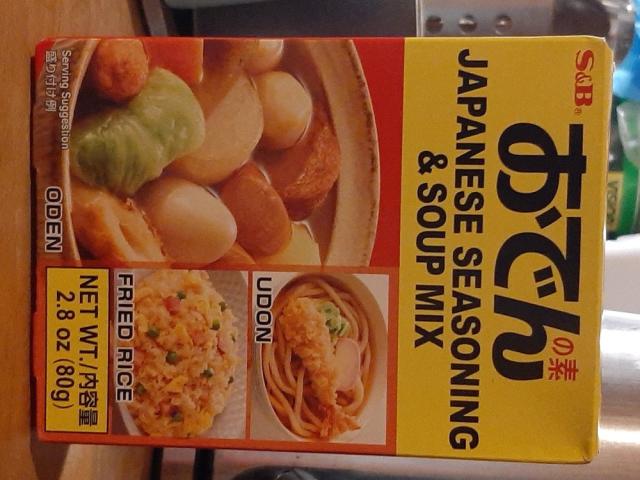 S&B®
おでんの素
JAPANESE SEASONING
& SOUP MIX
Serving Suggestion
盛り付け例
ODEN
UDON
FRIED RICE
NET WT./内容量
2.8 oz (80g)